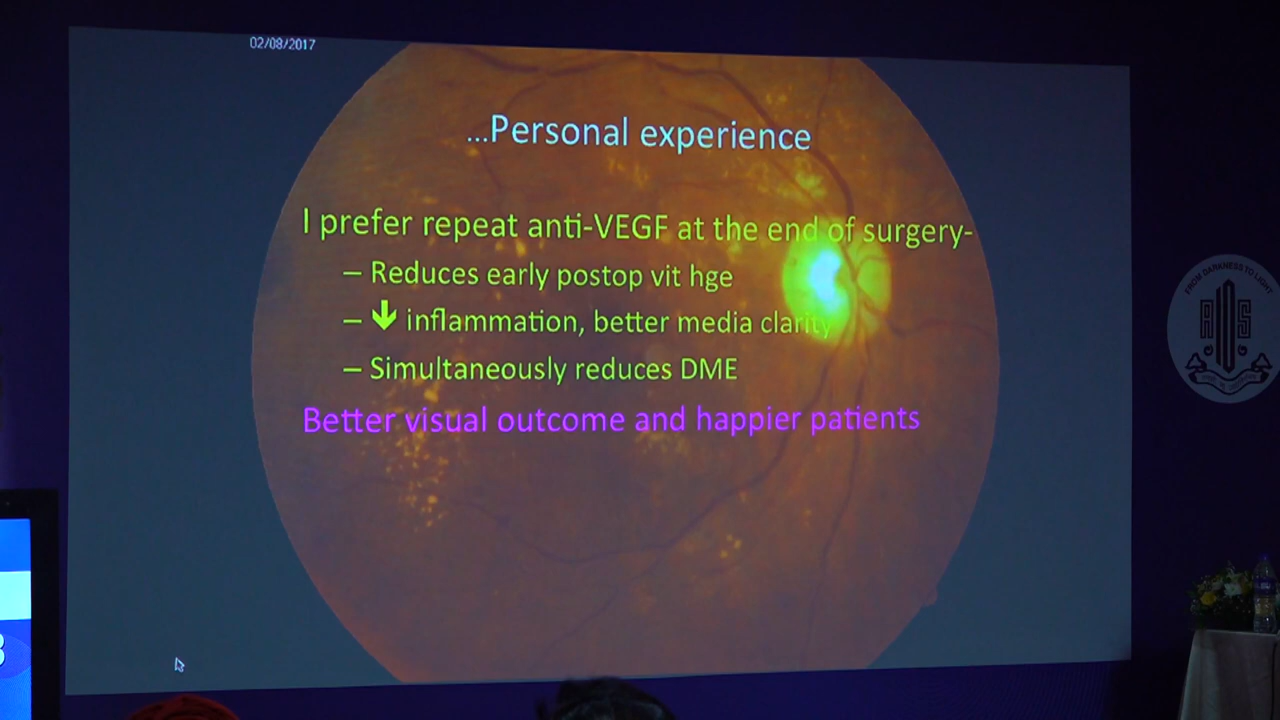 02/08/2017
...Personal experience
I prefer repeat anti-VEGF at the end of surgery-
– Reduces early postop vit hge
– ↓ inflammation, better media clarity
– Simultaneously reduces DME
Better visual outcome and happier patients
FROM DARKNESS TO LIGHT